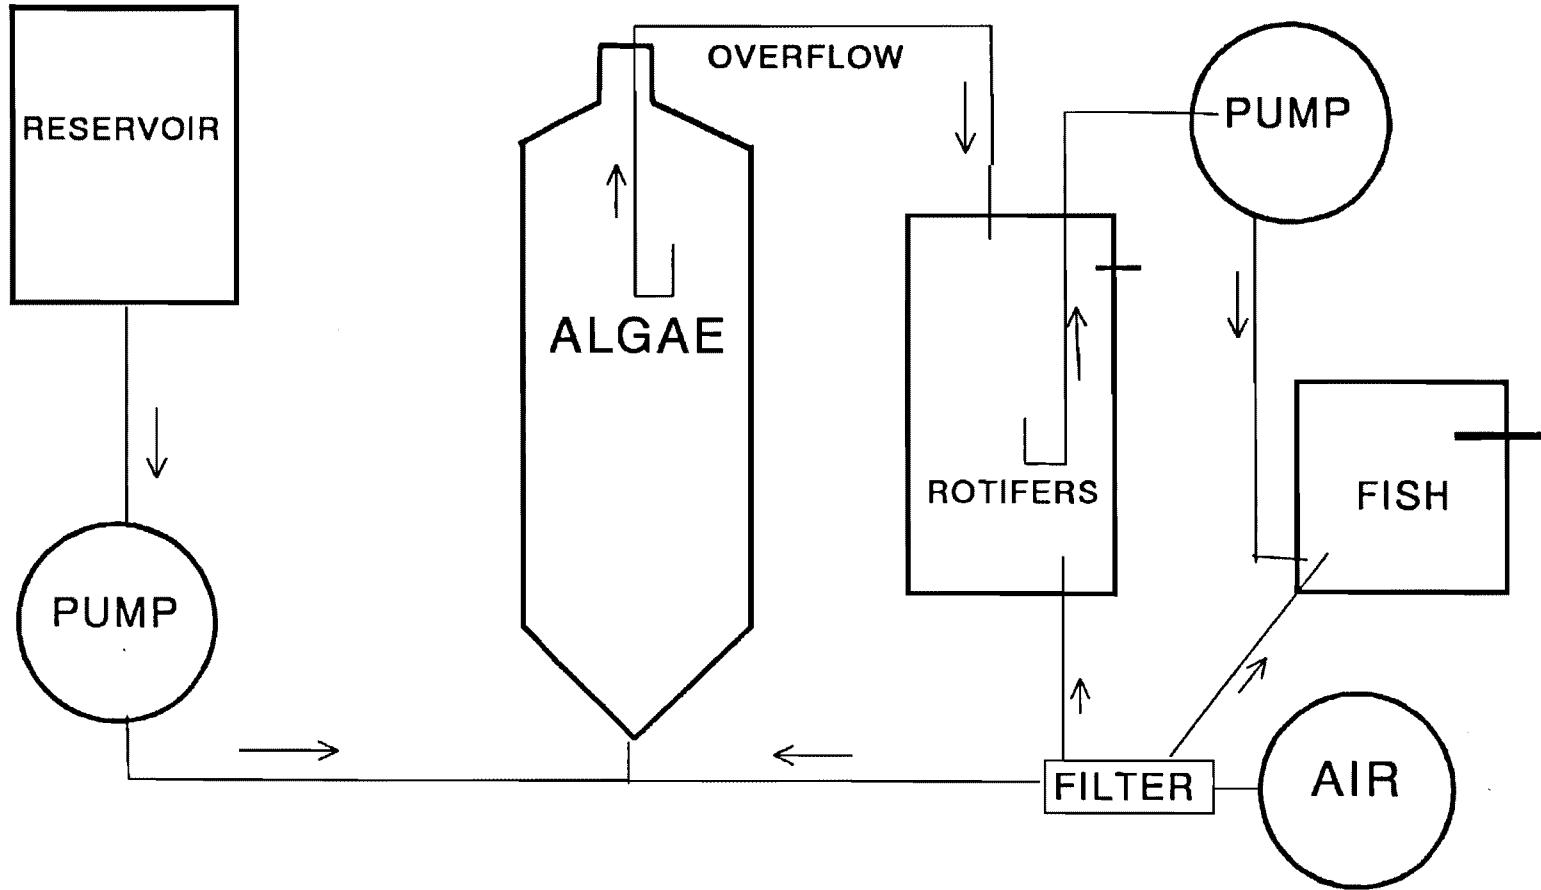 OVERFLOW
PUMP
RESERVOIR
ALGAE
ROTIFERS
FISH
PUMP
FILTER
AIR